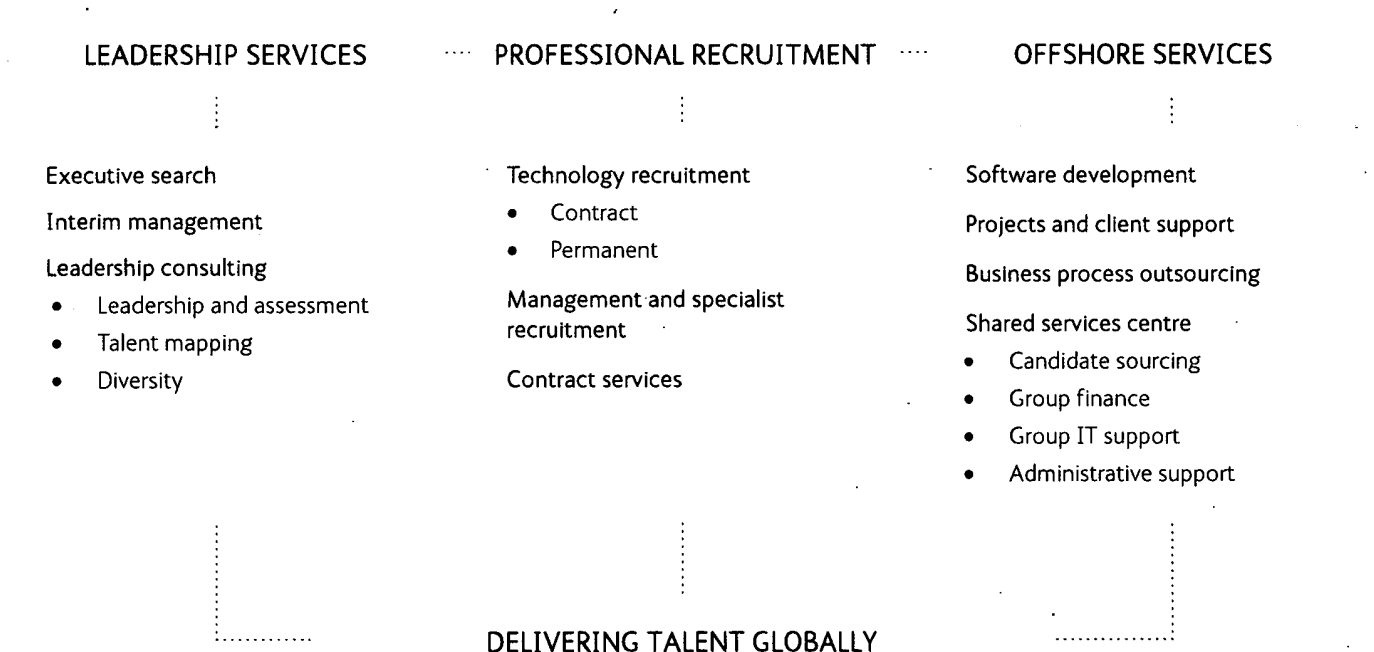 LEADERSHIP SERVICES
Executive search
Interim management
Leadership consulting
• Leadership and assessment
• Talent mapping
• Diversity
PROFESSIONAL RECRUITMENT
Technology recruitment
• Contract
• Permanent
Management and specialist
recruitment
Contract services
OFFSHORE SERVICES
Software development
Projects and client support
Business process outsourcing
Shared services centre
• Candidate sourcing
• Group finance
• Group IT support
• Administrative support
DELIVERING TALENT GLOBALLY